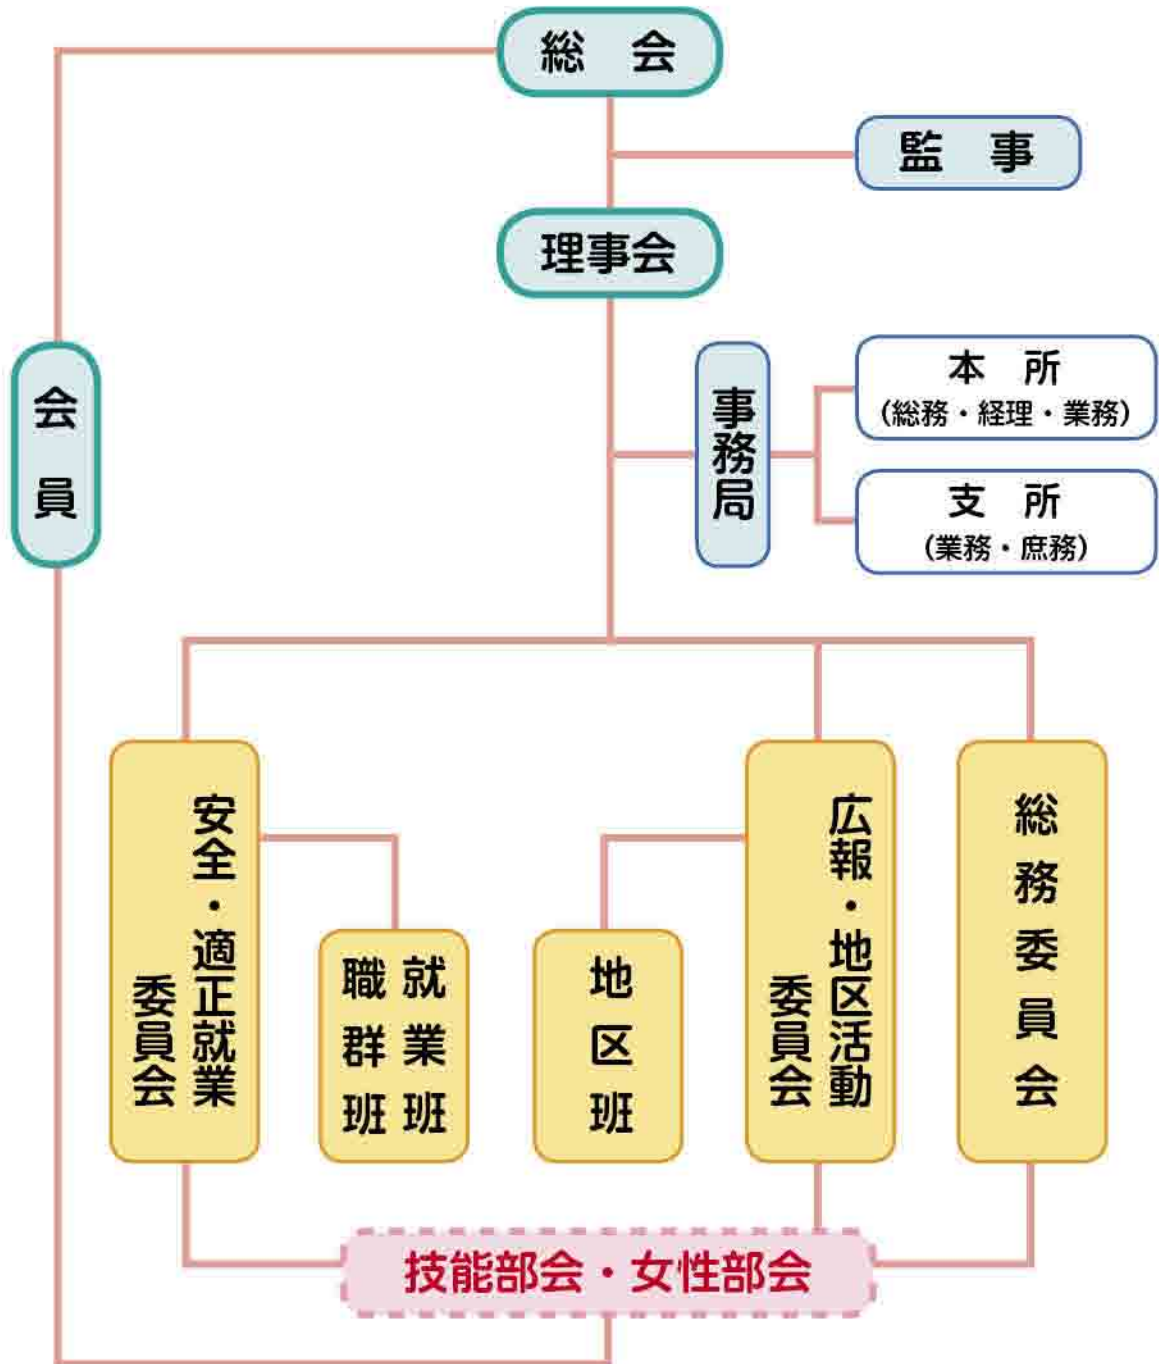 総　会
監　事
理事会
会員
事務局
本　所
（総務・経理・業務）
支　所
（業務・庶務）
安全・適正就業
委員会
就業班
職群班
地区班
広報・地区活動
委員会
総務委員会
技能部会・女性部会